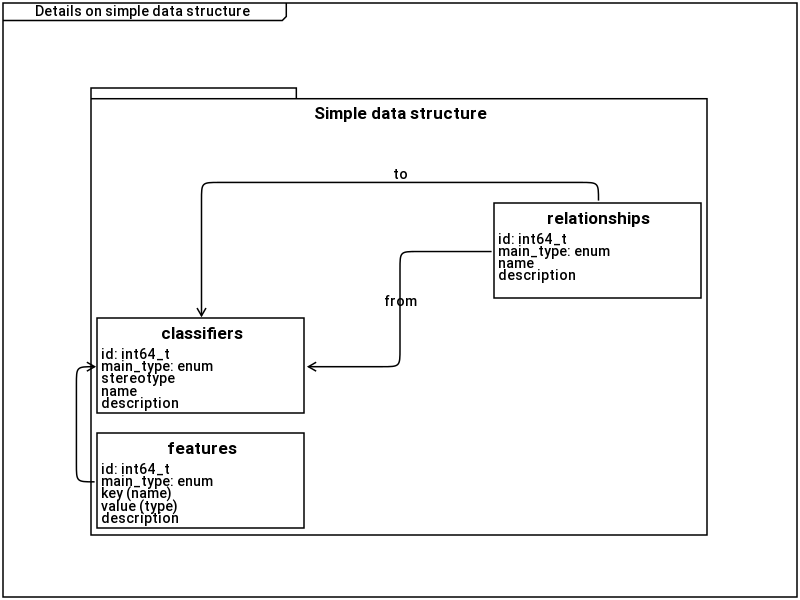 Details on simple data structure
Simple data structure
to
relationships
id: int64_t
main_type: enum
name
description
from
classifiers
id: int64_t
main_type: enum
stereotype
name
description
features
id: int64_t
main_type: enum
key (name)
value (type)
description